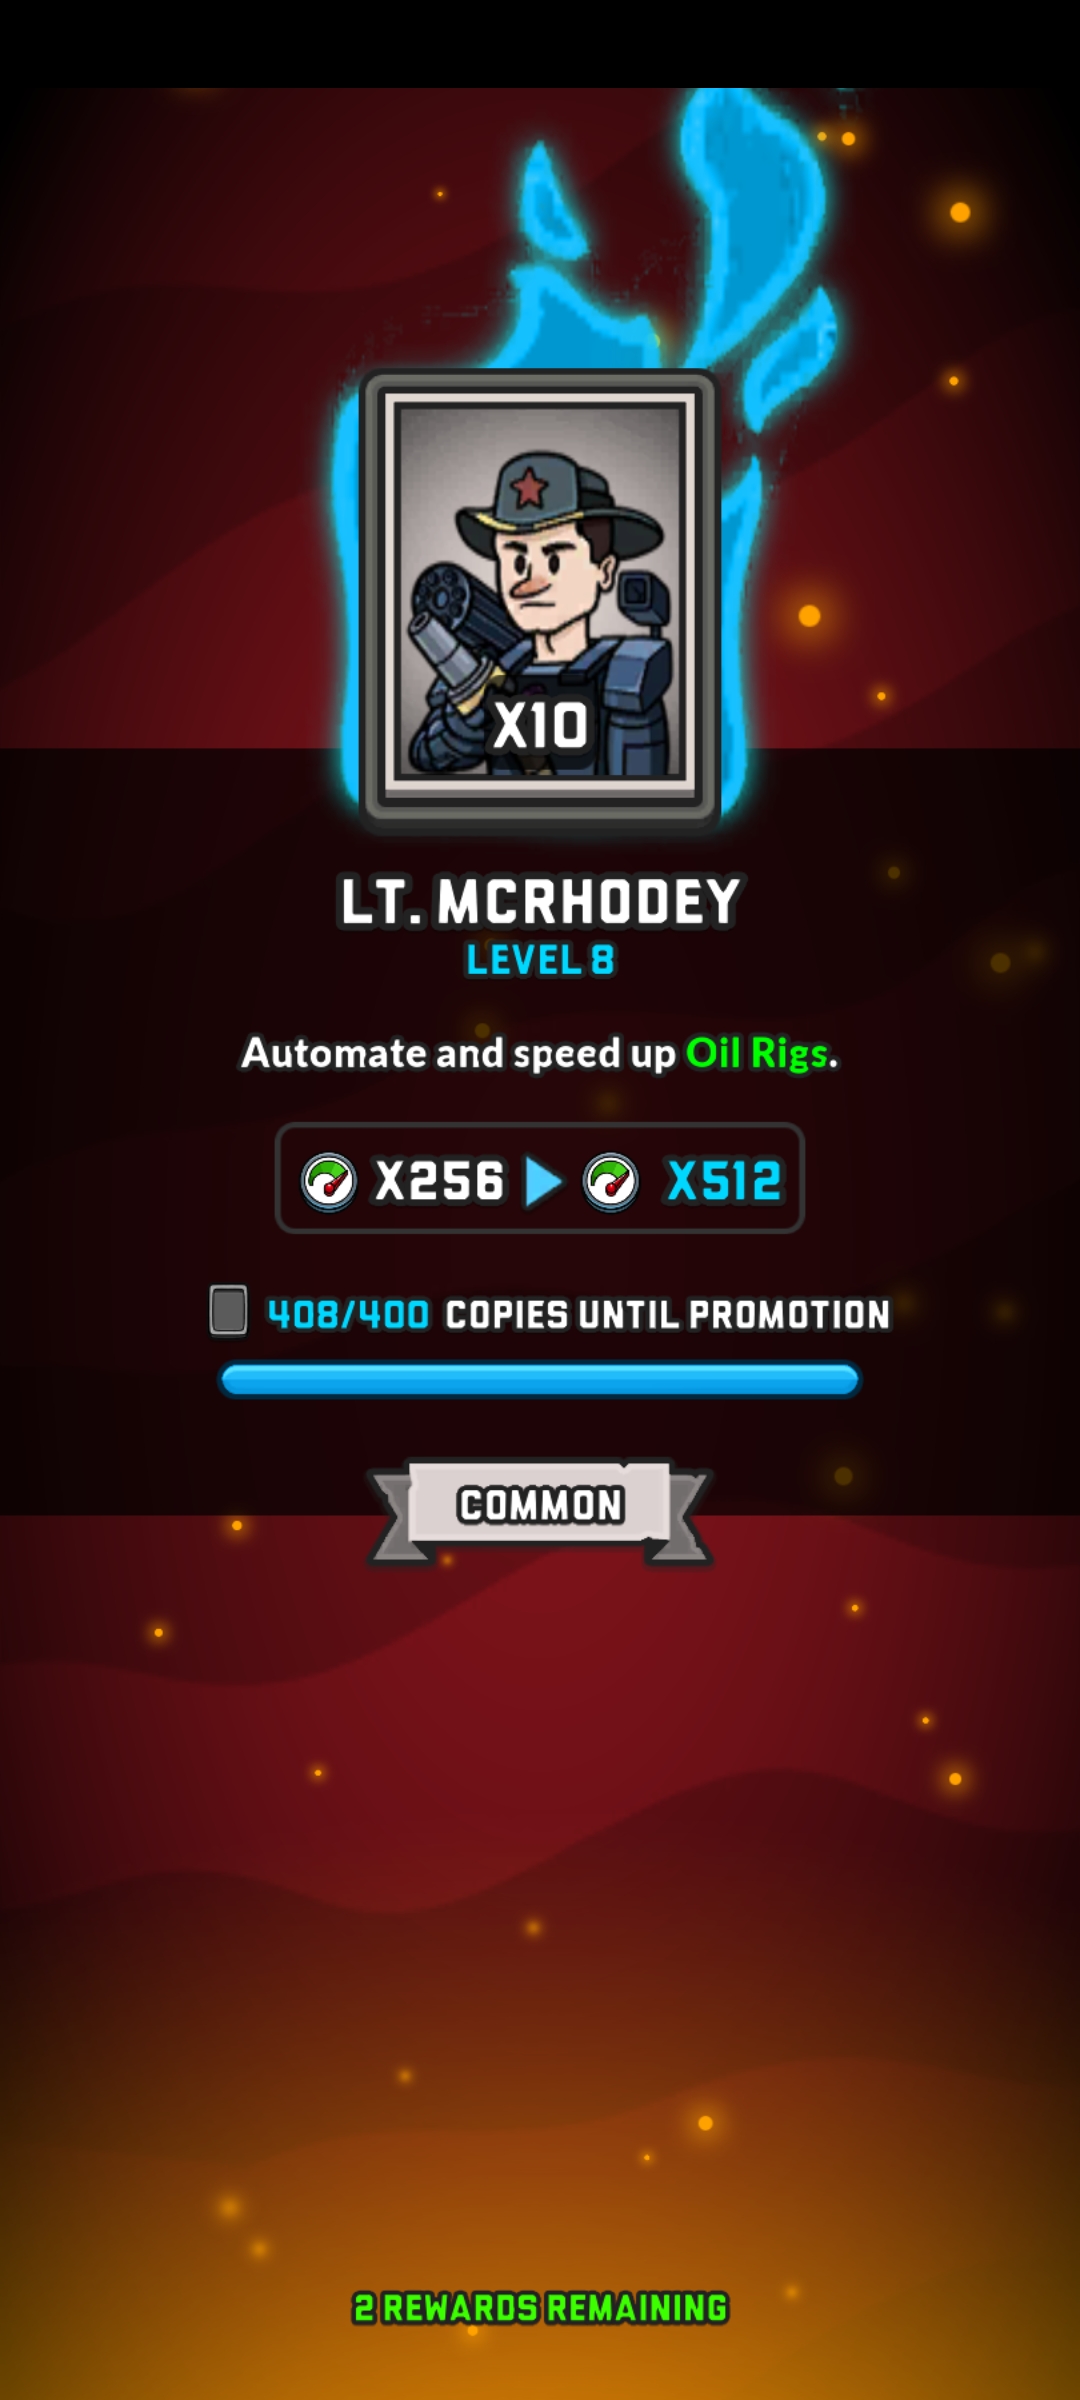 X10
LT. MCRHODEY
LEVEL 8
Automate and speed up Oil Rigs.
X256 X512
408/400 COPIES UNTIL PROMOTION
COMMON
2 REWARDS REMAINING